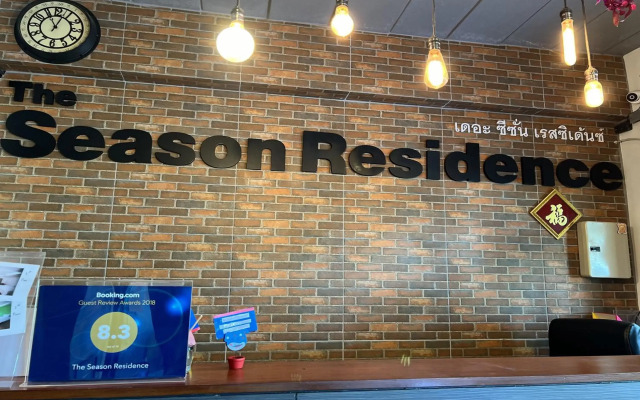 The
Season Residence
เดอะ ซีซั่น เรสซิเด้นซ์
福
Booking.com
Guest Review Awards 2018
8.3
The Season Residence